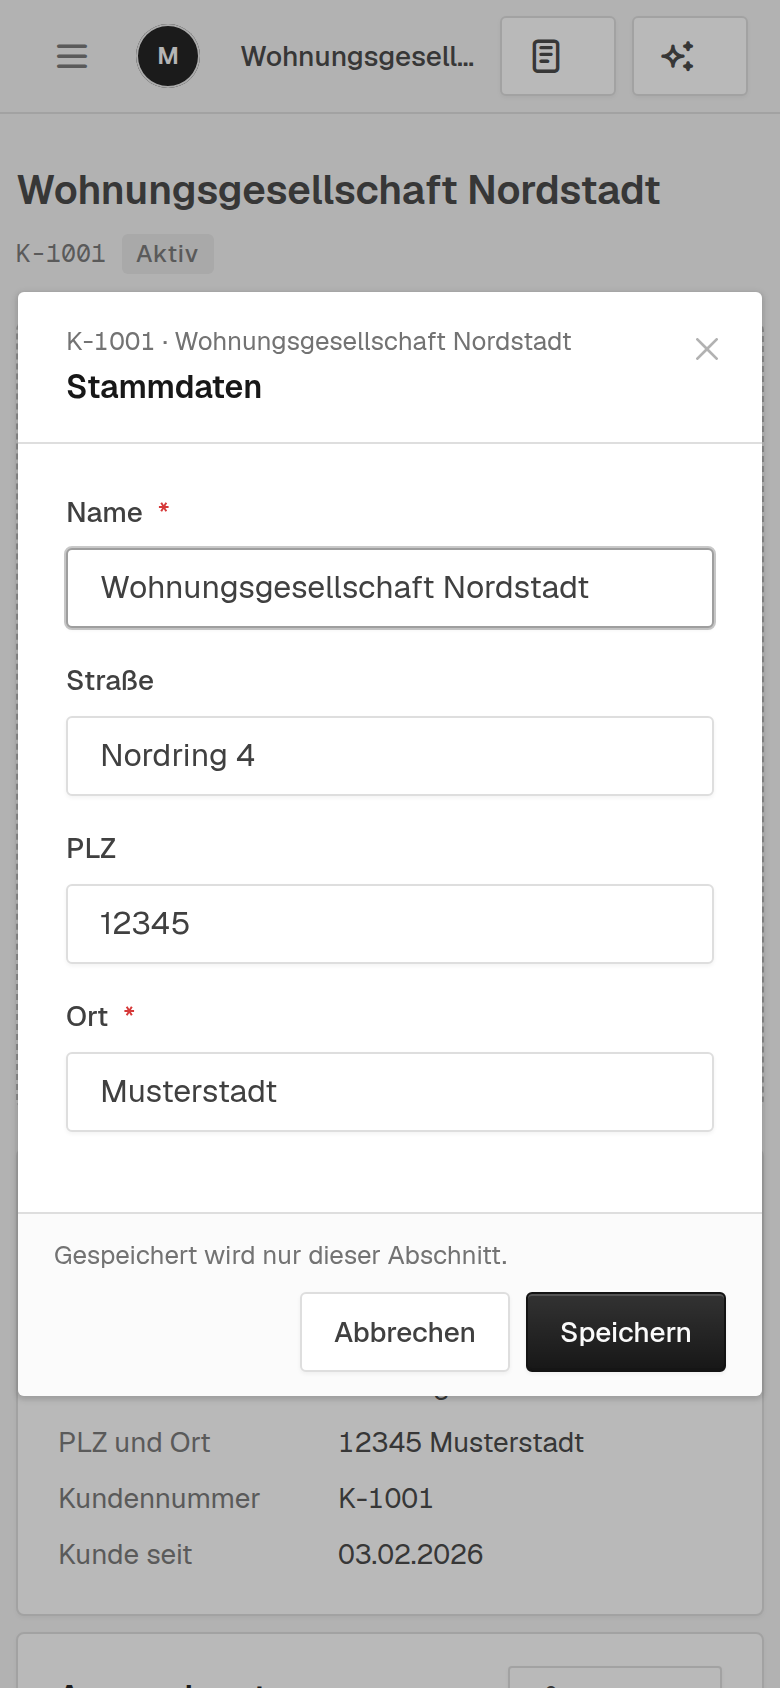 M
Wohnungsgesell...
Wohnungsgesellschaft Nordstadt
K-1001 Aktiv
K-1001 · Wohnungsgesellschaft Nordstadt
Stammdaten
Name *
Wohnungsgesellschaft Nordstadt
Straße
Nordring 4
PLZ
12345
Ort *
Musterstadt
Gespeichert wird nur dieser Abschnitt.
Abbrechen Speichern
PLZ und Ort 12345 Musterstadt
Kundennummer K-1001
Kunde seit 03.02.2026